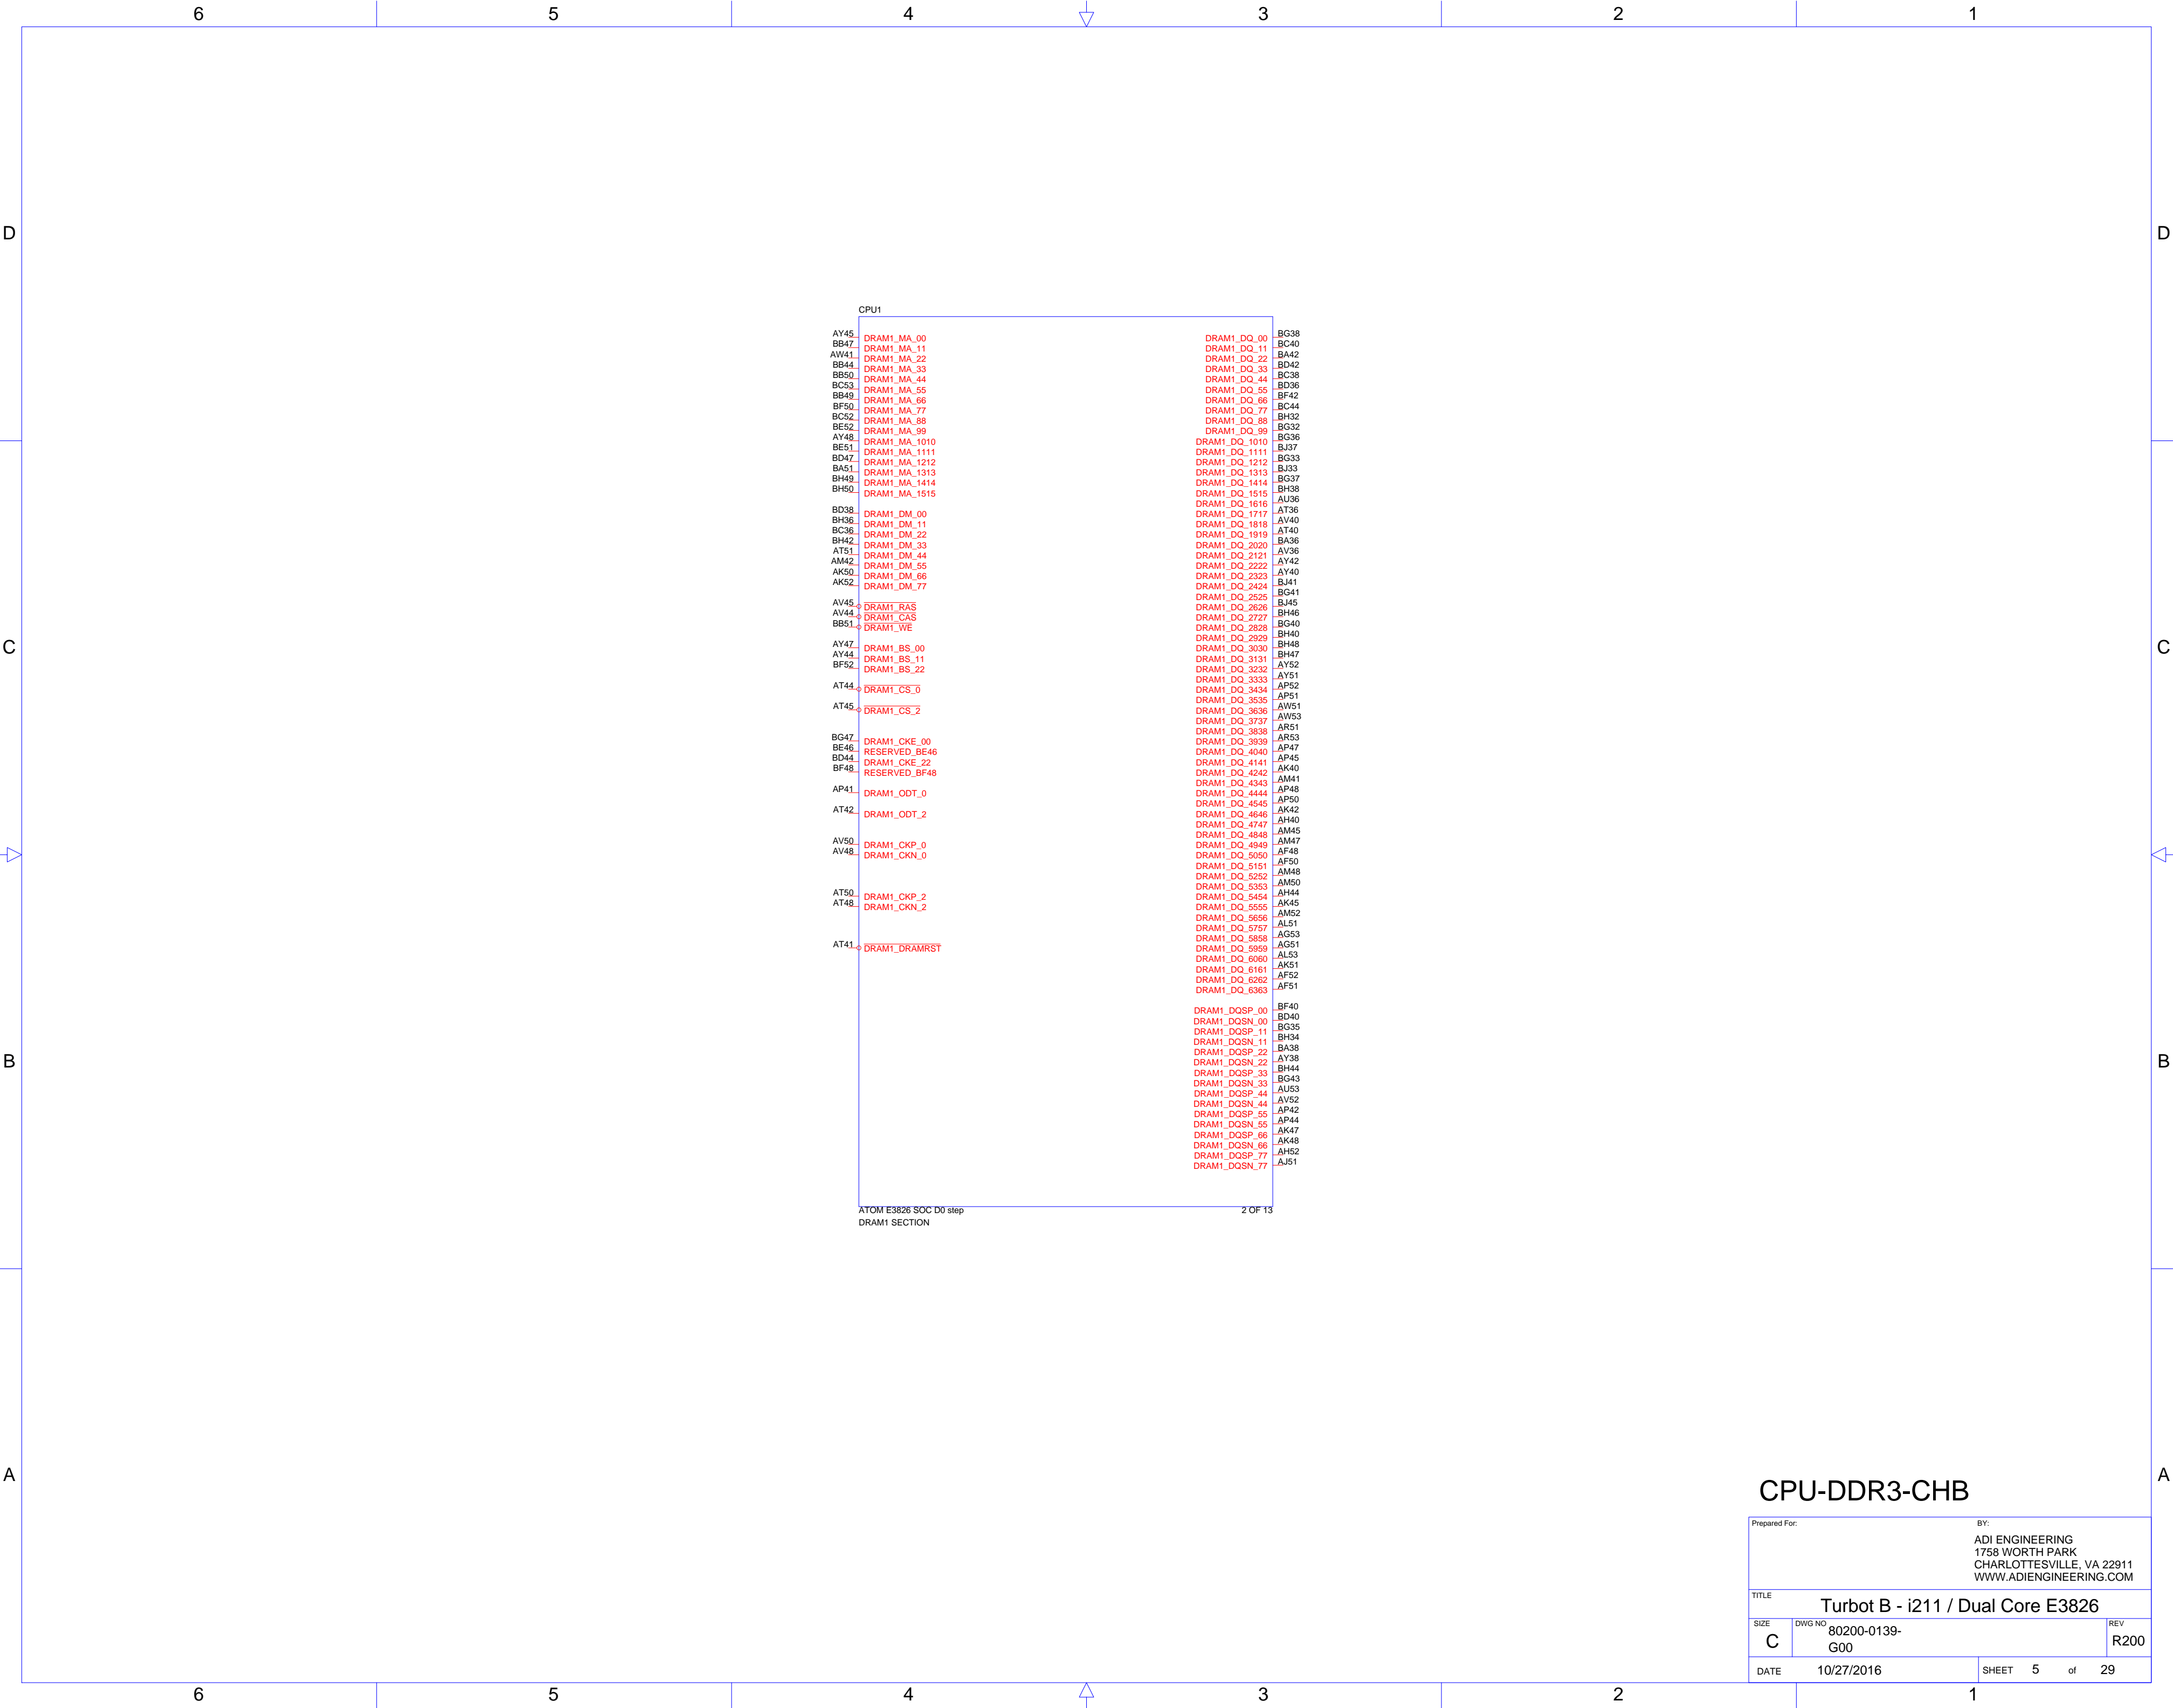 6 5 4 3 2 1
D D
C C
B B
A A
CPU1
AY45 DRAM1_MA_00
BB47 DRAM1_MA_11
AW41 DRAM1_MA_22
BB44 DRAM1_MA_33
BB50 DRAM1_MA_44
BC53 DRAM1_MA_55
BB49 DRAM1_MA_66
BF50 DRAM1_MA_77
BC52 DRAM1_MA_88
BE52 DRAM1_MA_99
AY48 DRAM1_MA_1010
BE51 DRAM1_MA_1111
BD47 DRAM1_MA_1212
BA51 DRAM1_MA_1313
BH49 DRAM1_MA_1414
BH50 DRAM1_MA_1515
BD38 DRAM1_DM_00
BH36 DRAM1_DM_11
BC36 DRAM1_DM_22
BH42 DRAM1_DM_33
AT51 DRAM1_DM_44
AM42 DRAM1_DM_55
AK50 DRAM1_DM_66
AK52 DRAM1_DM_77
AV45 DRAM1_RAS
AV44 DRAM1_CAS
BB51 DRAM1_WE
AY47 DRAM1_BS_00
AY44 DRAM1_BS_11
BF52 DRAM1_BS_22
AT44 DRAM1_CS_0
AT45 DRAM1_CS_2
BG47 DRAM1_CKE_00
BE46 RESERVED_BE46
BD44 DRAM1_CKE_22
BF48 RESERVED_BF48
AP41 DRAM1_ODT_0
AT42 DRAM1_ODT_2
AV50 DRAM1_CKP_0
AV48 DRAM1_CKN_0
AT50 DRAM1_CKP_2
AT48 DRAM1_CKN_2
AT41 DRAM1_DRAMRST
DRAM1_DQ_00 BG38
DRAM1_DQ_11 BC40
DRAM1_DQ_22 BA42
DRAM1_DQ_33 BD42
DRAM1_DQ_44 BC38
DRAM1_DQ_55 BD36
DRAM1_DQ_66 BF42
DRAM1_DQ_77 BC44
DRAM1_DQ_88 BH32
DRAM1_DQ_99 BG32
DRAM1_DQ_1010 BG36
DRAM1_DQ_1111 BJ37
DRAM1_DQ_1212 BG33
DRAM1_DQ_1313 BJ33
DRAM1_DQ_1414 BG37
DRAM1_DQ_1515 BH38
DRAM1_DQ_1616 AU36
DRAM1_DQ_1717 AT36
DRAM1_DQ_1818 AV40
DRAM1_DQ_1919 AT40
DRAM1_DQ_2020 BA36
DRAM1_DQ_2121 AV36
DRAM1_DQ_2222 AY42
DRAM1_DQ_2323 AY40
DRAM1_DQ_2424 BJ41
DRAM1_DQ_2525 BG41
DRAM1_DQ_2626 BJ45
DRAM1_DQ_2727 BH46
DRAM1_DQ_2828 BG40
DRAM1_DQ_2929 BH40
DRAM1_DQ_3030 BH48
DRAM1_DQ_3131 BH47
DRAM1_DQ_3232 AY52
DRAM1_DQ_3333 AY51
DRAM1_DQ_3434 AP52
DRAM1_DQ_3535 AP51
DRAM1_DQ_3636 AW51
DRAM1_DQ_3737 AW53
DRAM1_DQ_3838 AR51
DRAM1_DQ_3939 AR53
DRAM1_DQ_4040 AP47
DRAM1_DQ_4141 AP45
DRAM1_DQ_4242 AK40
DRAM1_DQ_4343 AM41
DRAM1_DQ_4444 AP48
DRAM1_DQ_4545 AP50
DRAM1_DQ_4646 AK42
DRAM1_DQ_4747 AH40
DRAM1_DQ_4848 AM45
DRAM1_DQ_4949 AM47
DRAM1_DQ_5050 AF48
DRAM1_DQ_5151 AF50
DRAM1_DQ_5252 AM48
DRAM1_DQ_5353 AM50
DRAM1_DQ_5454 AH44
DRAM1_DQ_5555 AK45
DRAM1_DQ_5656 AM52
DRAM1_DQ_5757 AL51
DRAM1_DQ_5858 AG53
DRAM1_DQ_5959 AG51
DRAM1_DQ_6060 AL53
DRAM1_DQ_6161 AK51
DRAM1_DQ_6262 AF52
DRAM1_DQ_6363 AF51
DRAM1_DQSP_00 BF40
DRAM1_DQSN_00 BD40
DRAM1_DQSP_11 BG35
DRAM1_DQSN_11 BH34
DRAM1_DQSP_22 BA38
DRAM1_DQSN_22 AY38
DRAM1_DQSP_33 BH44
DRAM1_DQSN_33 BG43
DRAM1_DQSP_44 AU53
DRAM1_DQSN_44 AV52
DRAM1_DQSP_55 AP42
DRAM1_DQSN_55 AP44
DRAM1_DQSP_66 AK47
DRAM1_DQSN_66 AK48
DRAM1_DQSP_77 AH52
DRAM1_DQSN_77 AJ51
ATOM E3826 SOC D0 step 2 OF 13
DRAM1 SECTION
CPU-DDR3-CHB
Prepared For: BY:
ADI ENGINEERING
1758 WORTH PARK
CHARLOTTESVILLE, VA 22911
WWW.ADIENGINEERING.COM
TITLE
Turbot B - i211 / Dual Core E3826
SIZE DWG NO REV
C 80200-0139- R200
G00
DATE 10/27/2016 SHEET 5 of 29
6 5 4 3 2 1